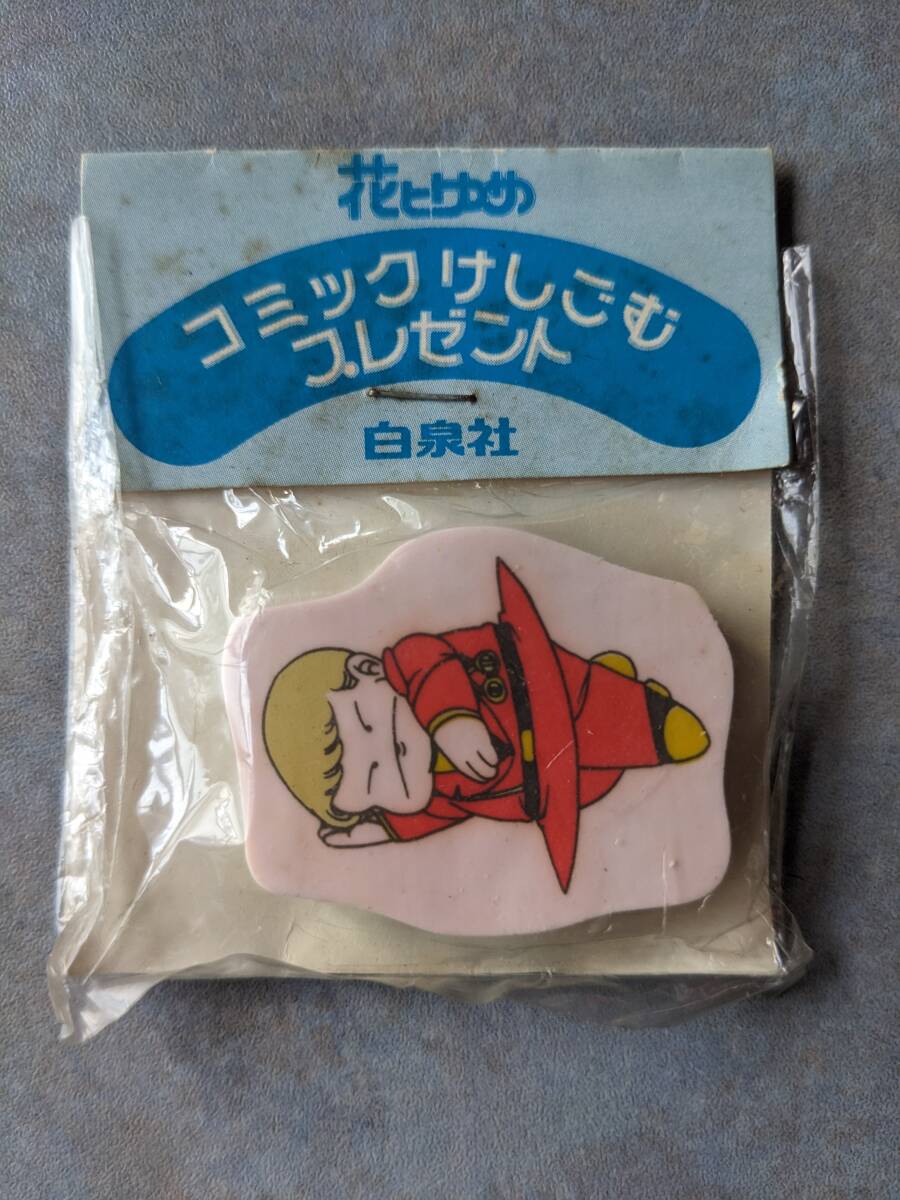 花とゆめ
コミックけしごむ
プレゼント
白泉社